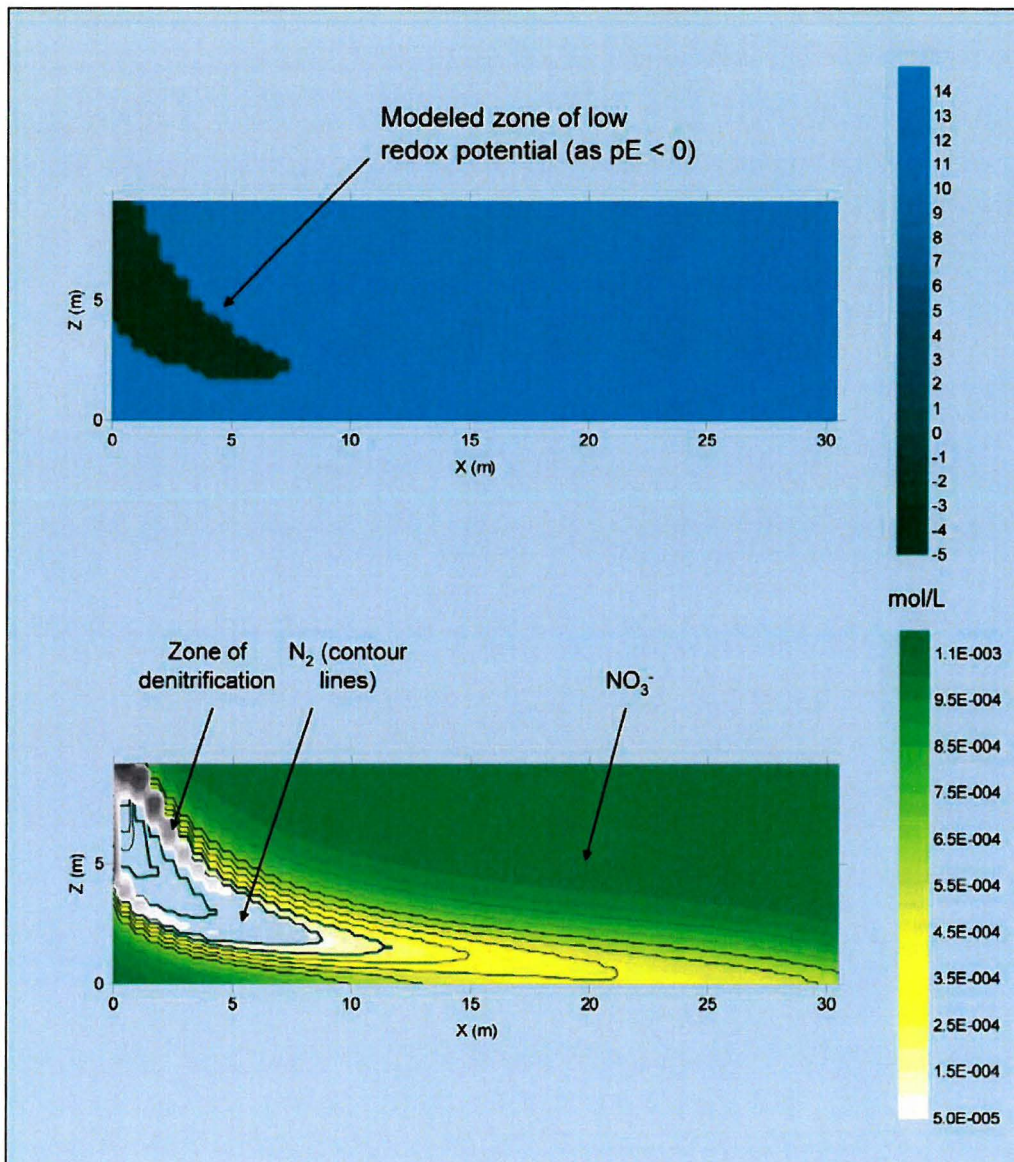 Modeled zone of low
redox potential (as pE < 0)
Z (m)
5
0
0 5 10 15 20 25 30
X (m)
14
13
12
11
10
9
8
7
6
5
4
3
2
1
0
-1
-2
-3
-4
-5
mol/L
Zone of
denitrification
N₂ (contour
lines)
NO₃⁻
Z (m)
5
0
0 5 10 15 20 25 30
X (m)
1.1E-003
9.5E-004
8.5E-004
7.5E-004
6.5E-004
5.5E-004
4.5E-004
3.5E-004
2.5E-004
1.5E-004
5.0E-005